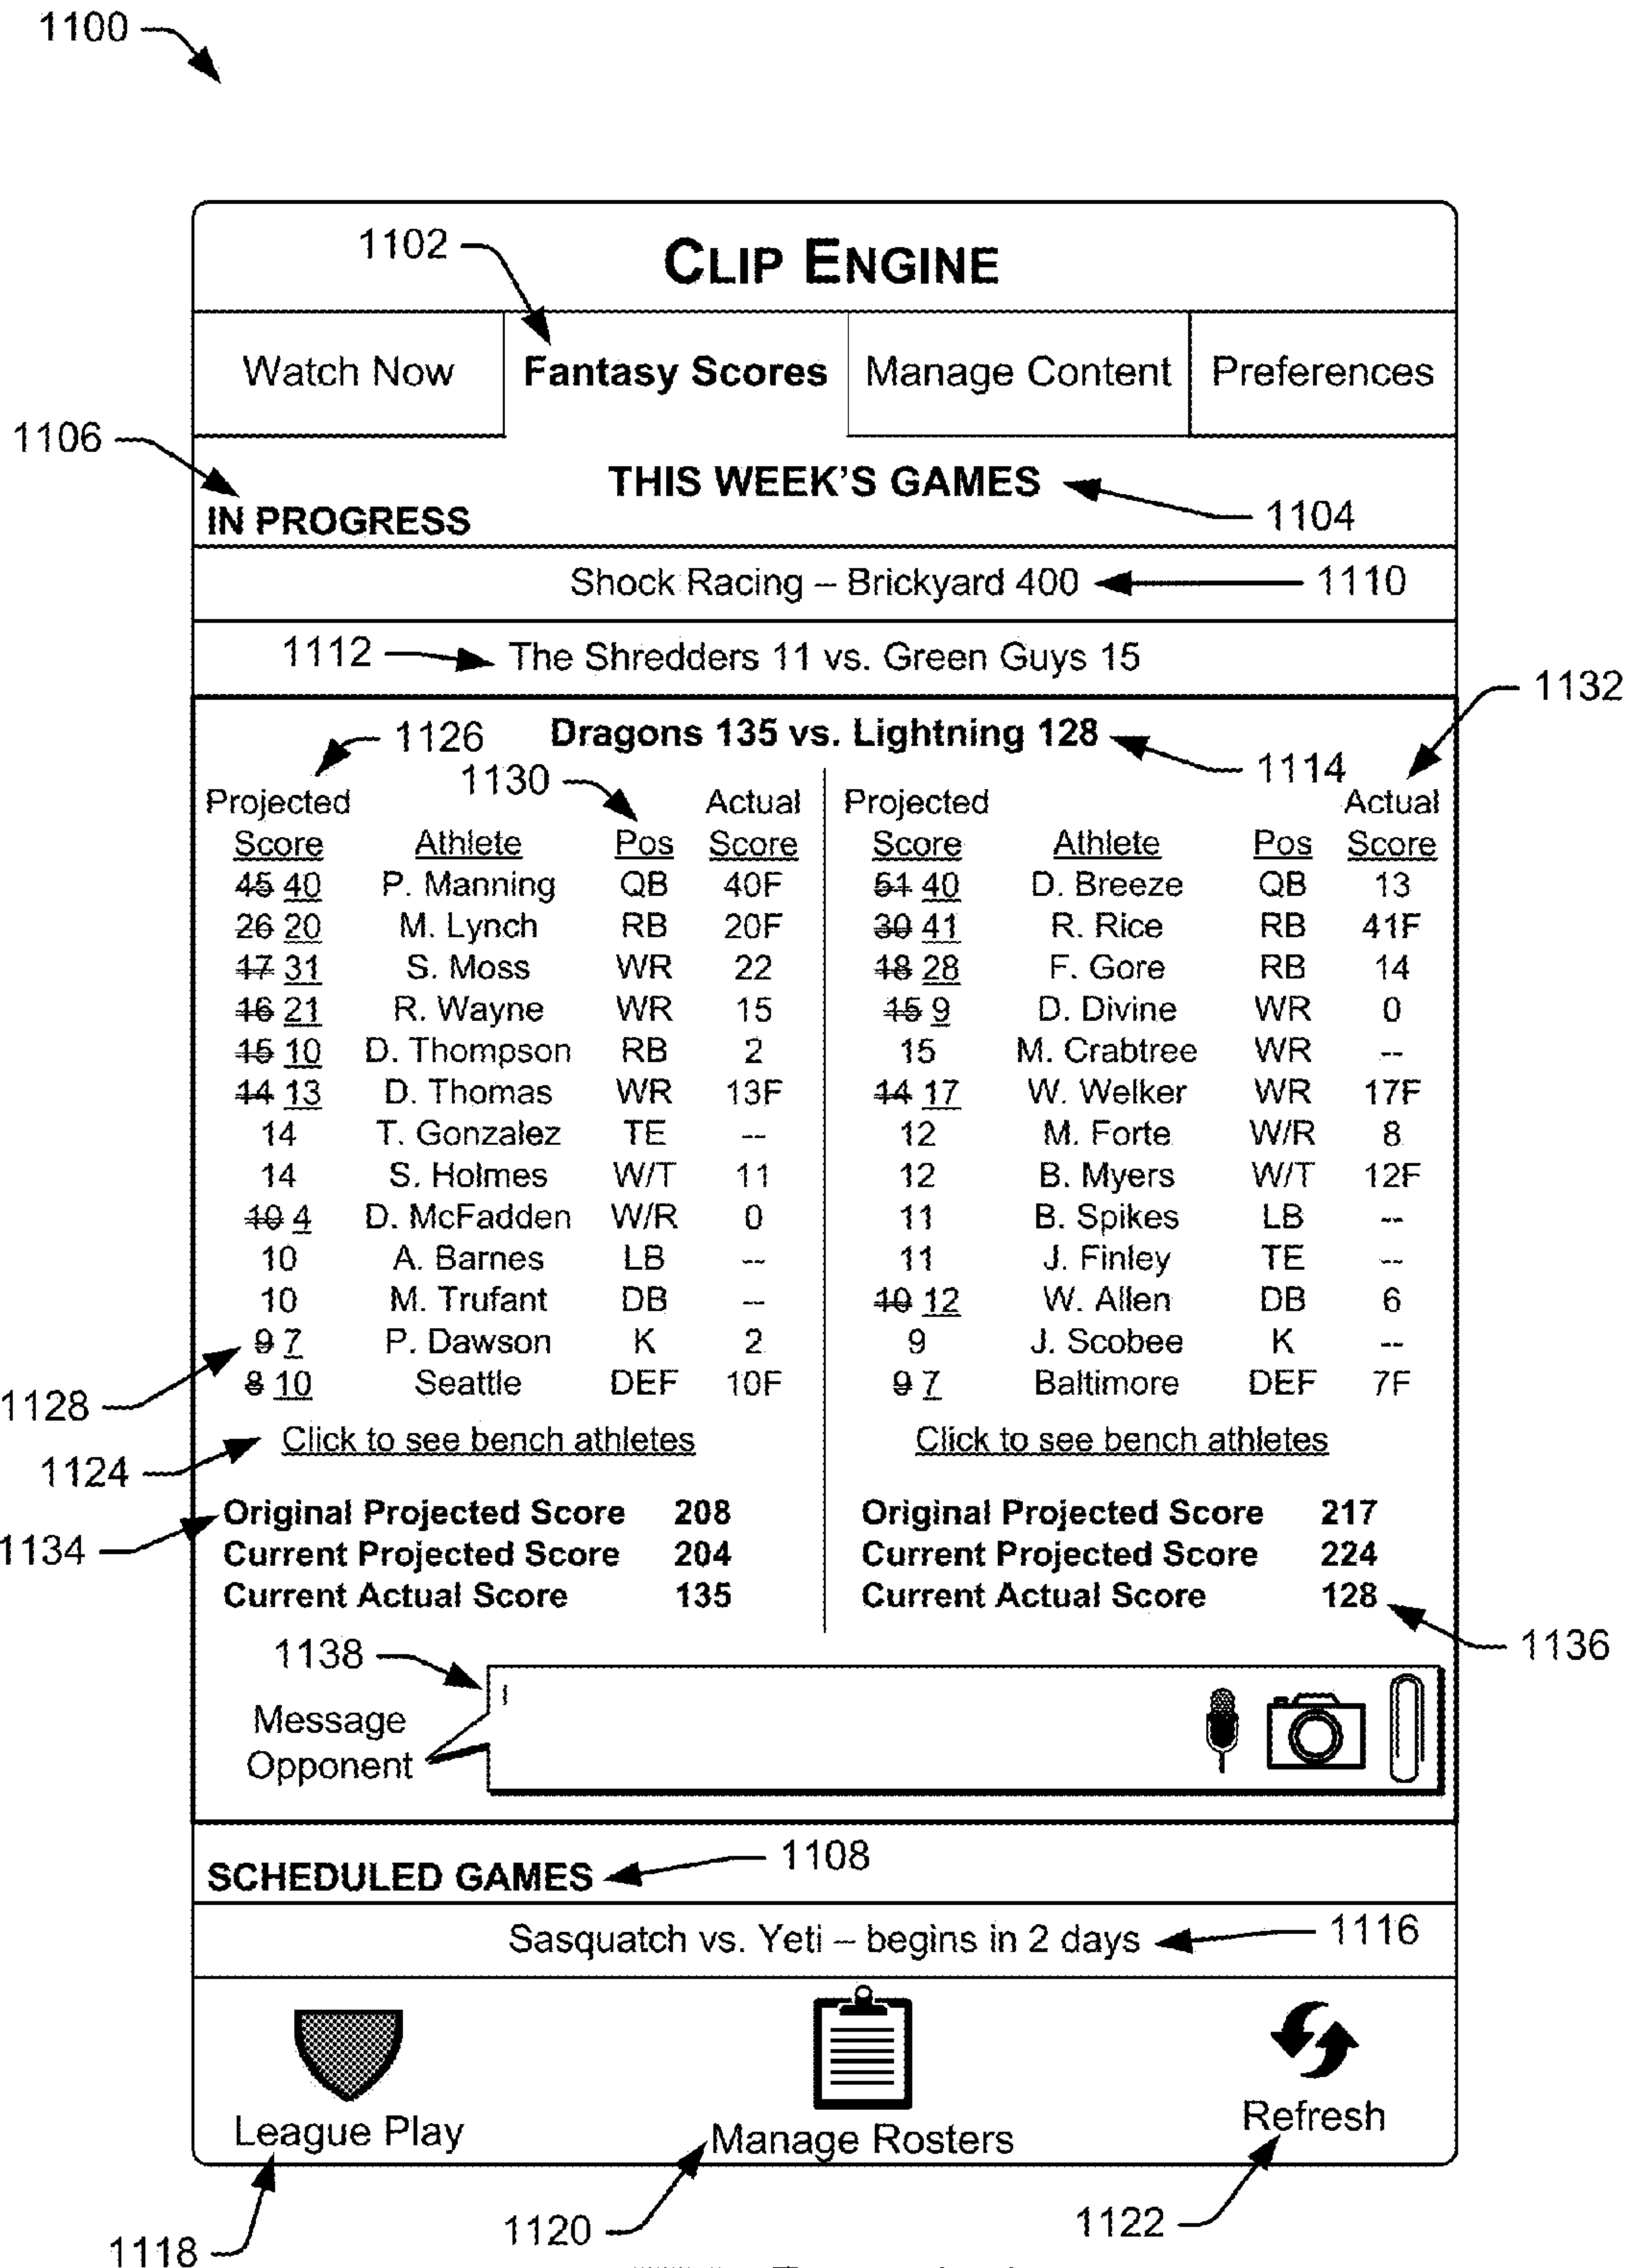 1100
1102
CLIP ENGINE
Watch Now Fantasy Scores Manage Content Preferences
1106
THIS WEEK'S GAMES
IN PROGRESS
1104
Shock Racing – Brickyard 400 1110
1112 The Shredders 11 vs. Green Guys 15
1132
1126 Dragons 135 vs. Lightning 128
1130 1114
Projected Actual Projected Actual
Score Athlete Pos Score Score Athlete Pos Score
45 40 P. Manning QB 40F 51 40 D. Breeze QB 13
26 20 M. Lynch RB 20F 30 41 R. Rice RB 41F
17 31 S. Moss WR 22 18 28 F. Gore RB 14
16 21 R. Wayne WR 15 15 9 D. Divine WR 0
15 10 D. Thompson RB 2 15 M. Crabtree WR --
14 13 D. Thomas WR 13F 14 17 W. Welker WR 17F
14 T. Gonzalez TE -- 12 M. Forte W/R 8
14 S. Holmes W/T 11 12 B. Myers W/T 12F
10 4 D. McFadden W/R 0 11 B. Spikes LB --
10 A. Barnes LB -- 11 J. Finley TE --
10 M. Trufant DB -- 10 12 W. Allen DB 6
9 7 P. Dawson K 2 9 J. Scobee K --
8 10 Seattle DEF 10F 9 7 Baltimore DEF 7F
1128
Click to see bench athletes Click to see bench athletes
1124
Original Projected Score 208 Original Projected Score 217
1134 Current Projected Score 204 Current Projected Score 224
Current Actual Score 135 Current Actual Score 128
1136
1138
Message
Opponent
SCHEDULED GAMES 1108
Sasquatch vs. Yeti – begins in 2 days 1116
League Play Manage Rosters Refresh
1118 1120 1122